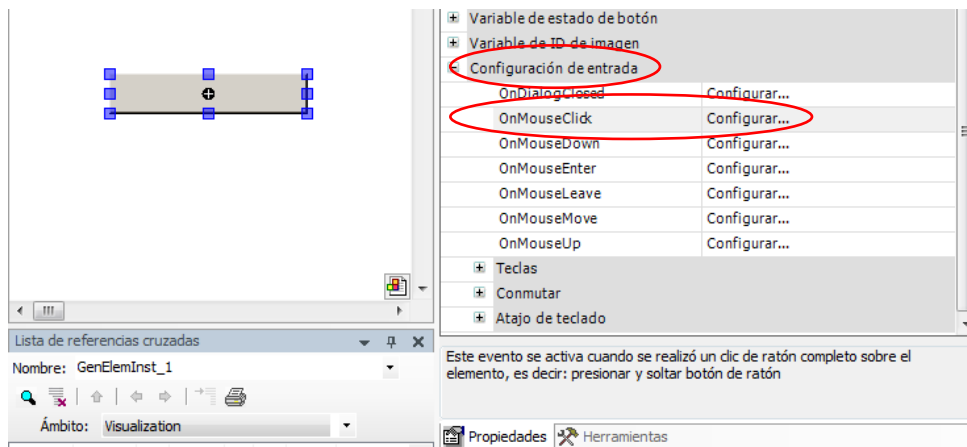 Variable de estado de botón
Variable de ID de imagen
Configuración de entrada
OnDialogClosed Configurar...
OnMouseClick Configurar...
OnMouseDown Configurar...
OnMouseEnter Configurar...
OnMouseLeave Configurar...
OnMouseMove Configurar...
OnMouseUp Configurar...
Teclas
Conmutar
Atajo de teclado
Lista de referencias cruzadas
Nombre: GenElemInst_1
Ámbito: Visualization
Este evento se activa cuando se realizó un clic de ratón completo sobre el
elemento, es decir: presionar y soltar botón de ratón
Propiedades Herramientas